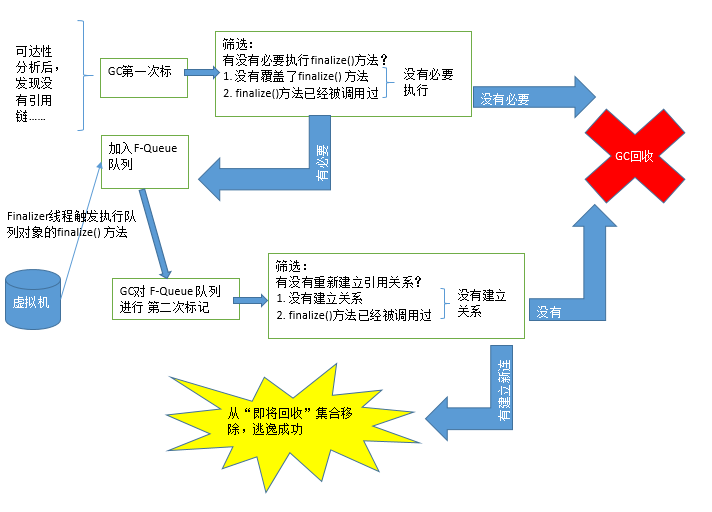 可达性
分析后，
发现没
有引用
链……
GC第一次标
筛选：
有没有必要执行finalize()方法？
1. 没有覆盖了finalize() 方法
2. finalize()方法已经被调用过
没有必要
执行
没有必要
GC回收
有必要
加入F-Queue
队列
Finalizer线程触发执行队
列对象的finalize() 方法
虚拟机
GC对 F-Queue 队列
进行 第二次标记
筛选：
有没有重新建立引用关系？
1. 没有建立关系
2. finalize()方法已经被调用过
没有建立
关系
没有
有建立新连
从“即将回收”集合移
除，逃逸成功